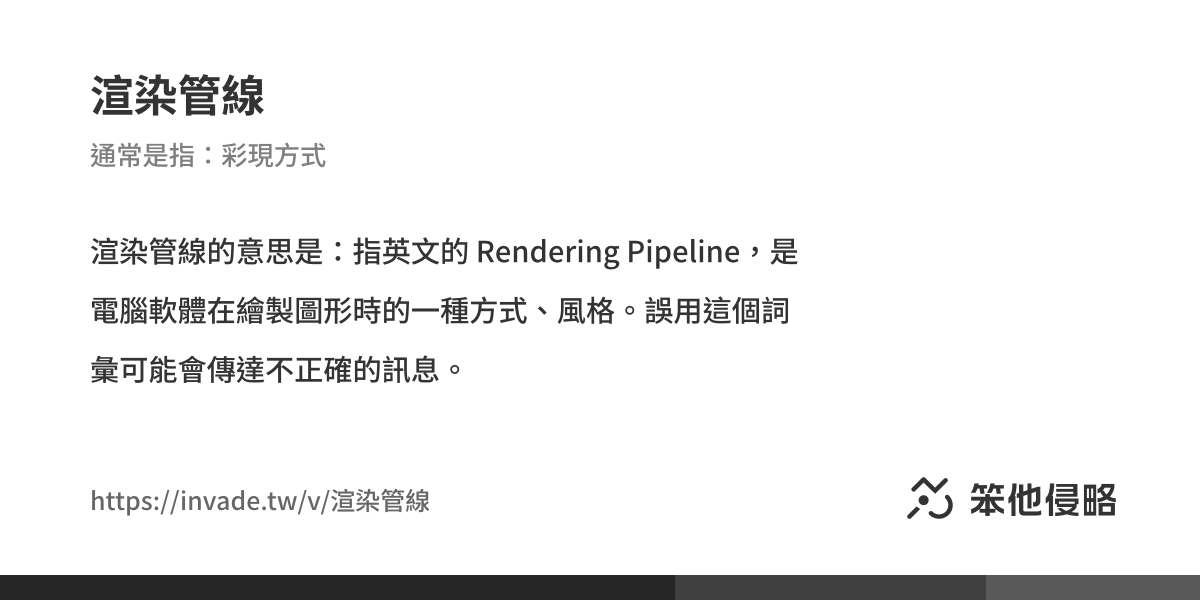 渲染管線
通常是指：彩現方式
渲染管線的意思是：指英文的 Rendering Pipeline，是
電腦軟體在繪製圖形時的一種方式、風格。誤用這個詞
彙可能會傳達不正確的訊息。
https://invade.tw/v/渲染管線
笨他侵略